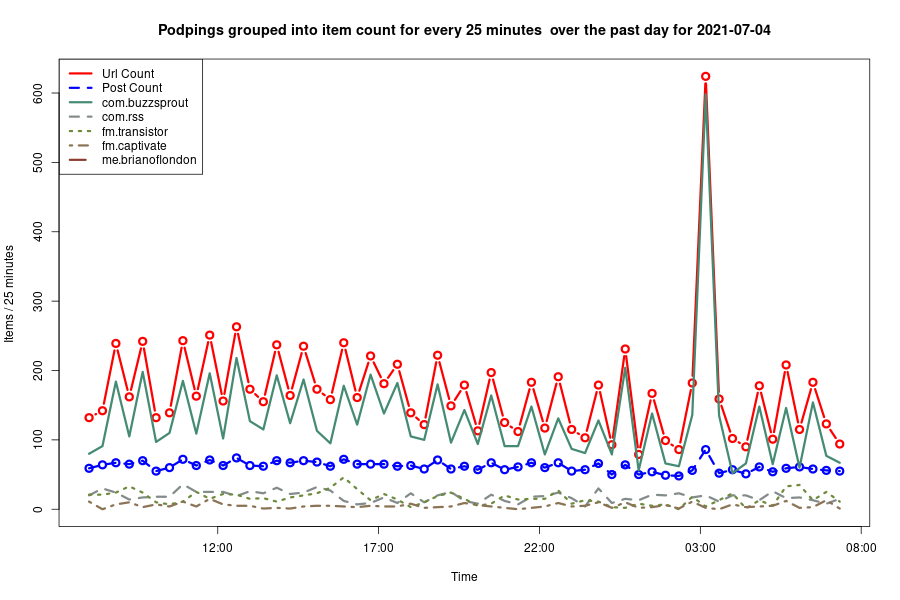 Podpings grouped into item count for every 25 minutes  over the past day for 2021-07-04
Url Count
Post Count
com.buzzsprout
com.rss
fm.transistor
fm.captivate
me.brianoflondon
600
500
400
300
200
100
0
Items / 25 minutes
12:00 17:00 22:00 03:00 08:00
Time